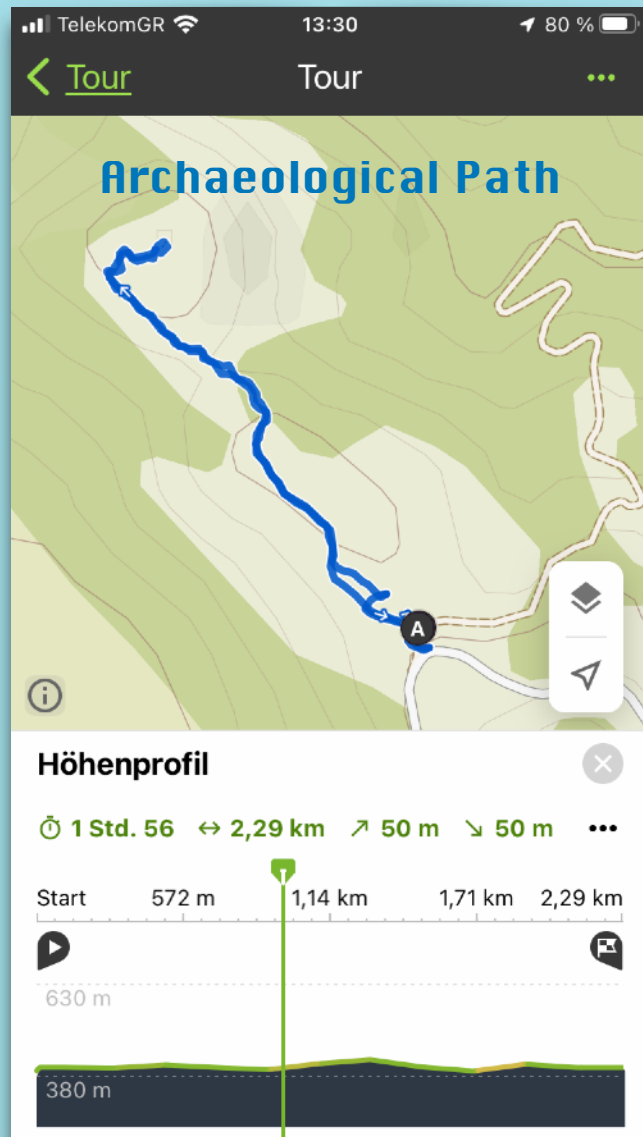 TelekomGR 13:30 80 %
Tour Tour
Archaeological Path
A
Höhenprofil
1 Std. 56 2,29 km 50 m 50 m
Start 572 m 1,14 km 1,71 km 2,29 km
630 m
380 m